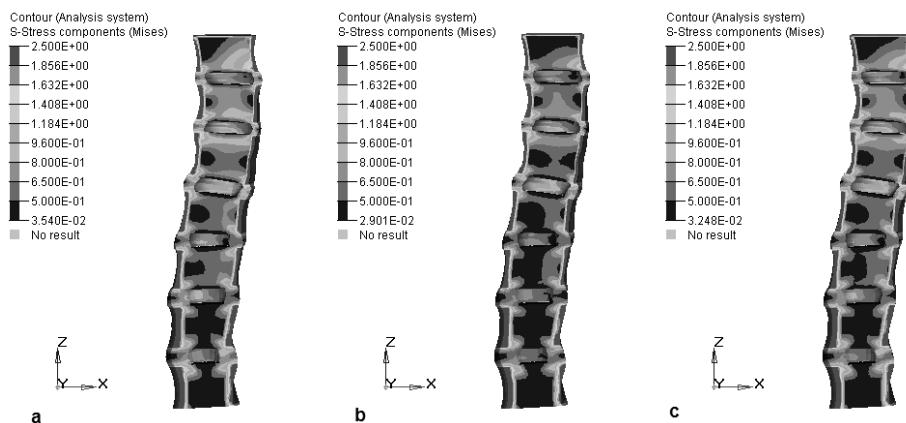 Contour (Analysis system)
S-Stress components (Mises)
2.500E+00
1.856E+00
1.632E+00
1.408E+00
1.184E+00
9.600E-01
8.000E-01
6.500E-01
5.000E-01
3.540E-02
No result
Z
Y
X
a
Contour (Analysis system)
S-Stress components (Mises)
2.500E+00
1.856E+00
1.632E+00
1.408E+00
1.184E+00
9.600E-01
8.000E-01
6.500E-01
5.000E-01
2.901E-02
No result
Z
Y
X
b
Contour (Analysis system)
S-Stress components (Mises)
2.500E+00
1.856E+00
1.632E+00
1.408E+00
1.184E+00
9.600E-01
8.000E-01
6.500E-01
5.000E-01
3.248E-02
No result
Z
Y
X
c